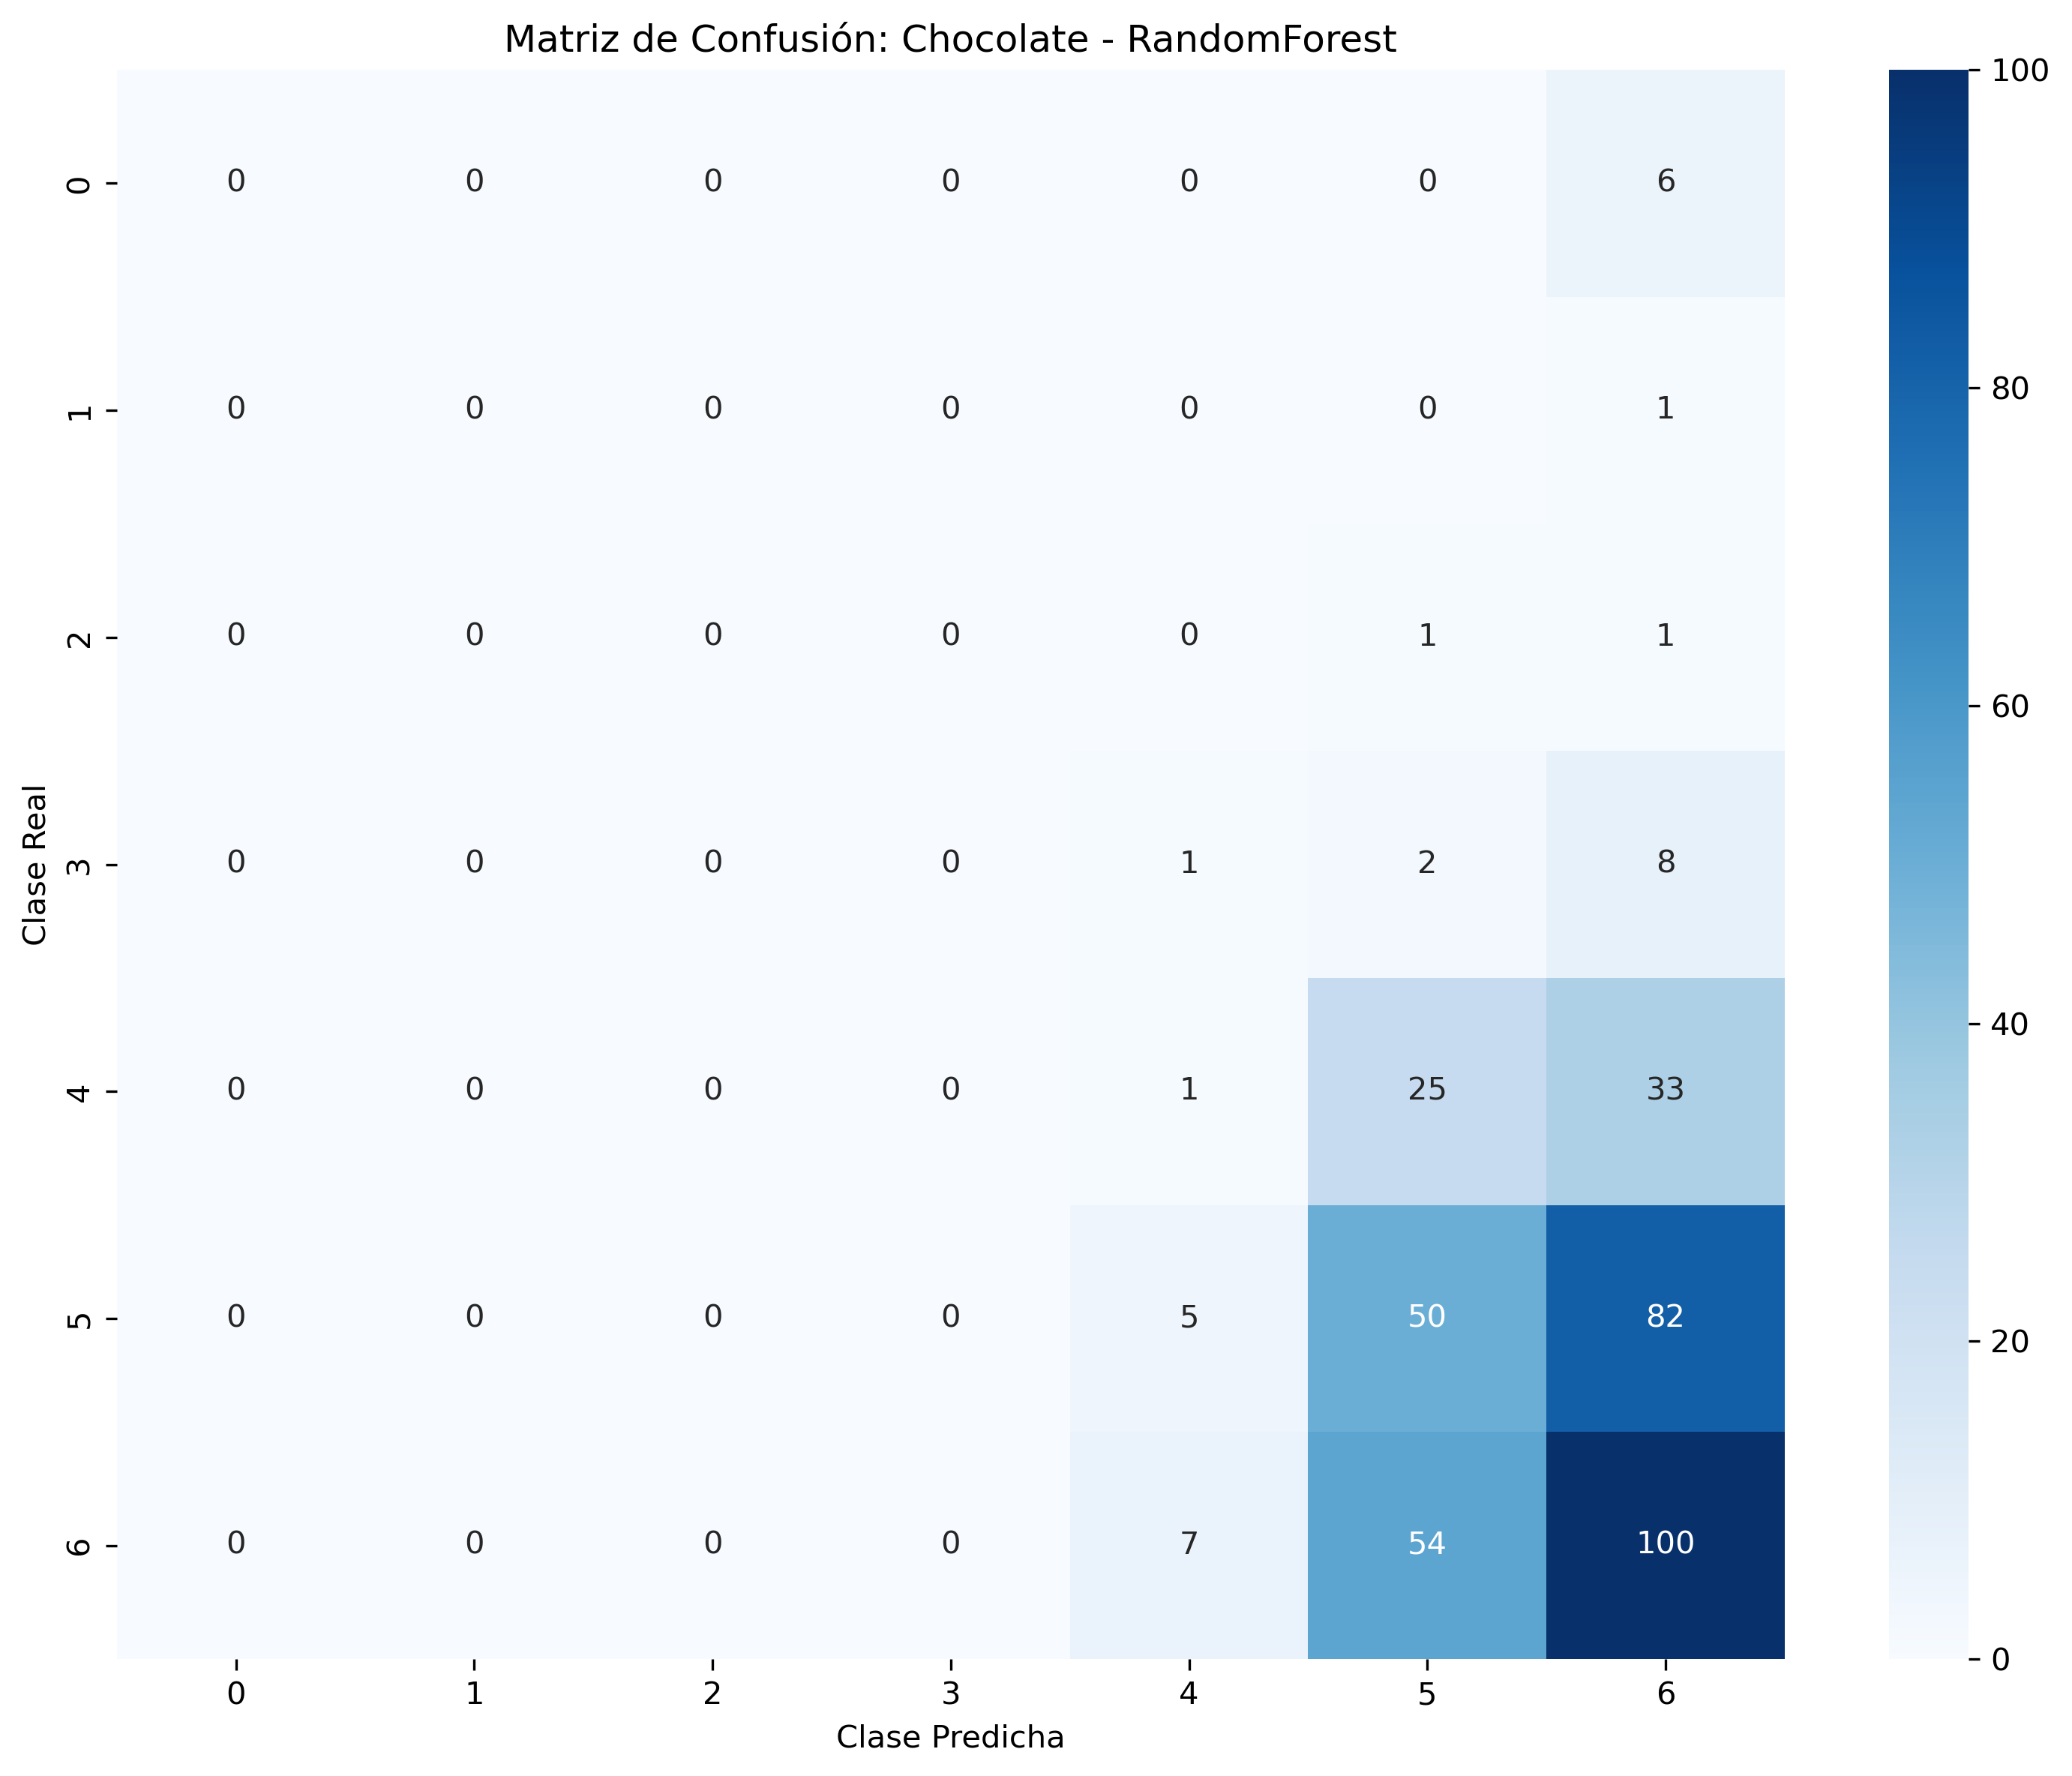 Matriz de Confusión: Chocolate - RandomForest
Clase Real
0 0 0 0 0 0 0 6
1 0 0 0 0 0 0 1
2 0 0 0 0 0 1 1
3 0 0 0 0 1 2 8
4 0 0 0 0 1 25 33
5 0 0 0 0 5 50 82
6 0 0 0 0 7 54 100
0 1 2 3 4 5 6
Clase Predicha
100
80
60
40
20
0